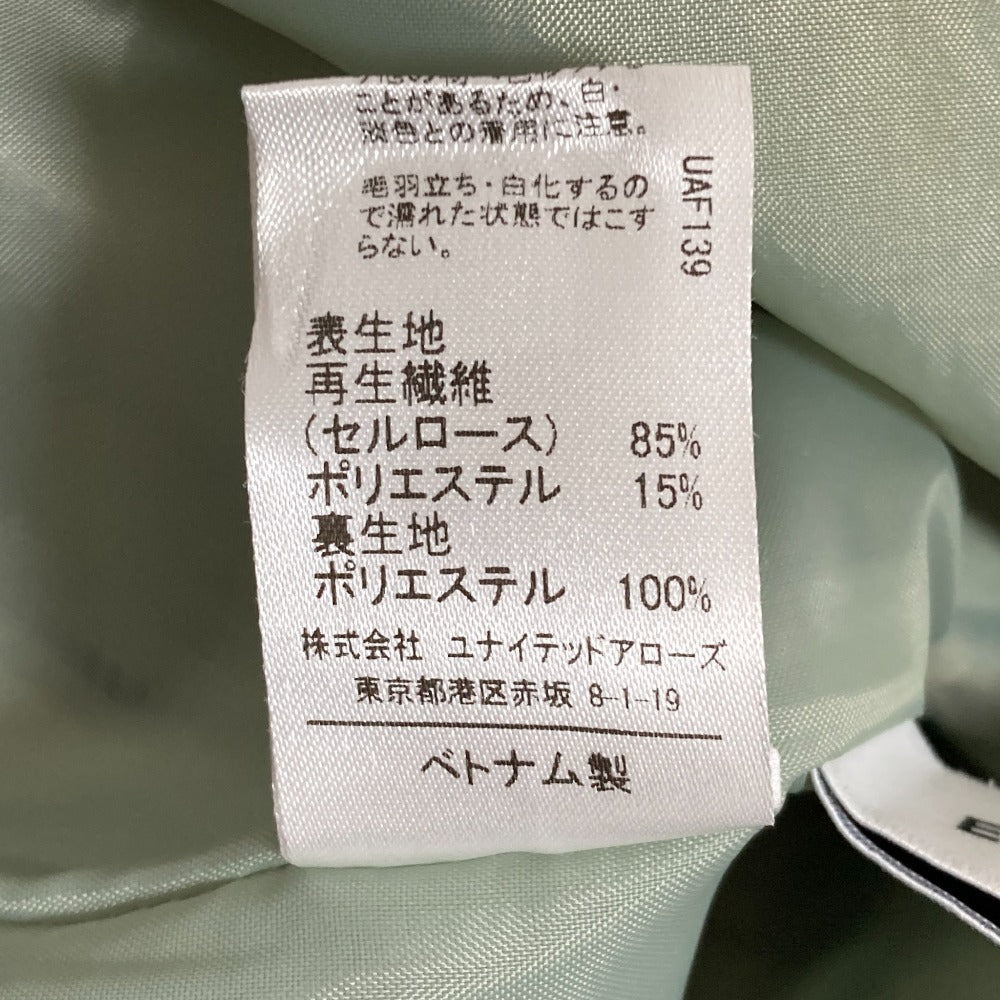 ことがあるため、白・
淡色との着用に注意。
毛羽立ち・白化するの
で濡れた状態ではこす
らない。
UAF139
表生地
再生繊維
(セルロース) 85%
ポリエステル 15%
裏生地
ポリエステル 100%
株式会社 ユナイテッドアローズ
東京都港区赤坂 8-1-19
ベトナム製